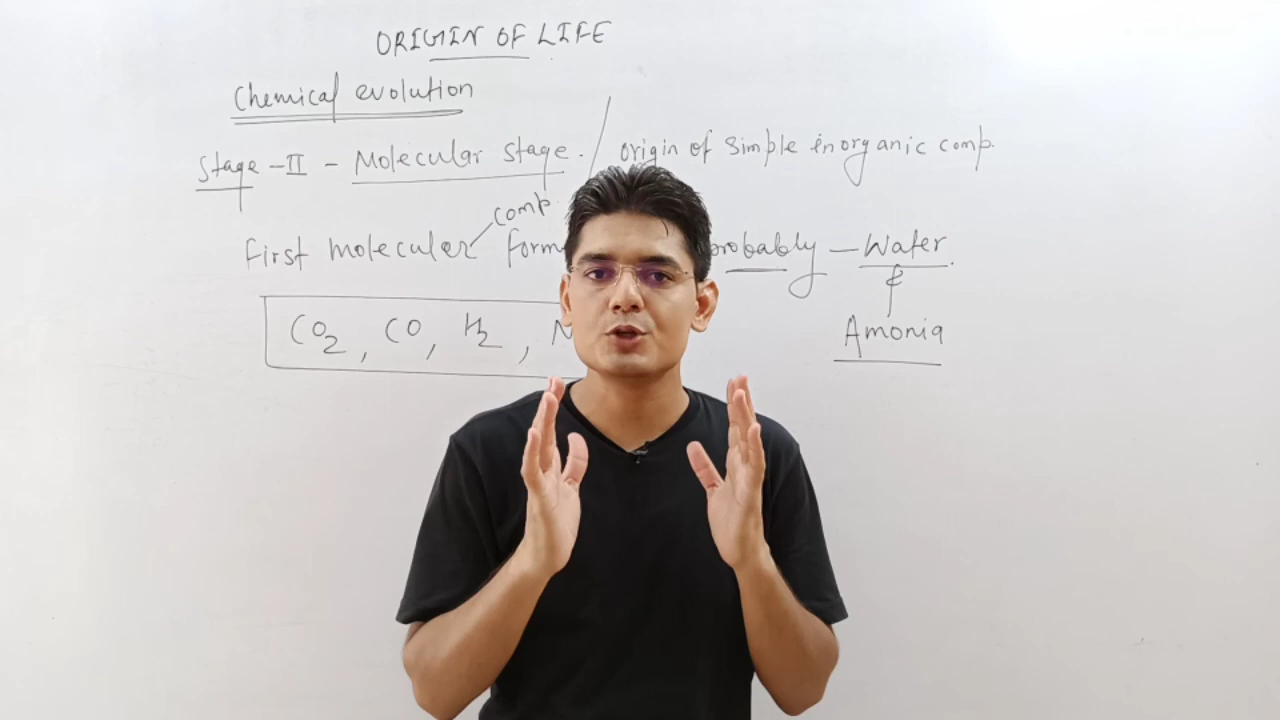 ORIGIN OF LIFE
Chemical evolution
Stage - II - Molecular stage. / Origin of Simple inorganic comp.
comp
First molecular form probably - Water
&
CO2, CO, H2, N
Amonia